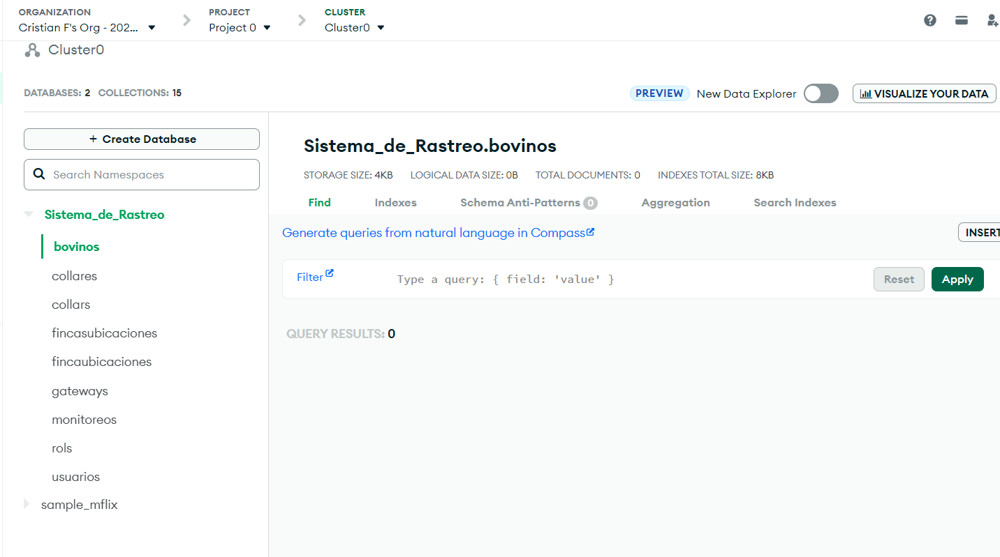 ORGANIZATION
Cristian F's Org - 202...
PROJECT
Project 0
CLUSTER
Cluster0
Cluster0
DATABASES: 2 COLLECTIONS: 15
PREVIEW New Data Explorer
VISUALIZE YOUR DATA
+ Create Database
Search Namespaces
Sistema_de_Rastreo
bovinos
collares
collars
fincasubicaciones
fincaubicaciones
gateways
monitoreos
rols
usuarios
sample_mflix
Sistema_de_Rastreo.bovinos
STORAGE SIZE: 4KB LOGICAL DATA SIZE: 0B TOTAL DOCUMENTS: 0 INDEXES TOTAL SIZE: 8KB
Find Indexes Schema Anti-Patterns 0 Aggregation Search Indexes
Generate queries from natural language in Compass
INSERT
Filter Type a query: { field: 'value' } Reset Apply
QUERY RESULTS: 0